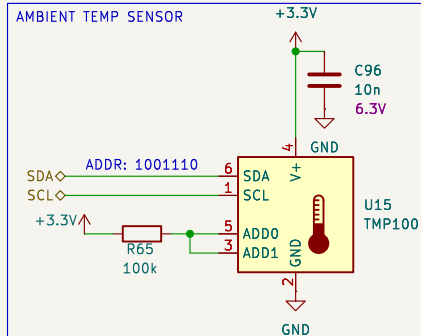 AMBIENT TEMP SENSOR
+3.3V
C96
10n
6.3V
GND
4
V+
ADDR: 1001110
SDA 6 SDA
SCL 1 SCL
U15
TMP100
+3.3V
5 ADD0
R65
3 ADD1
100k
GND
2
GND